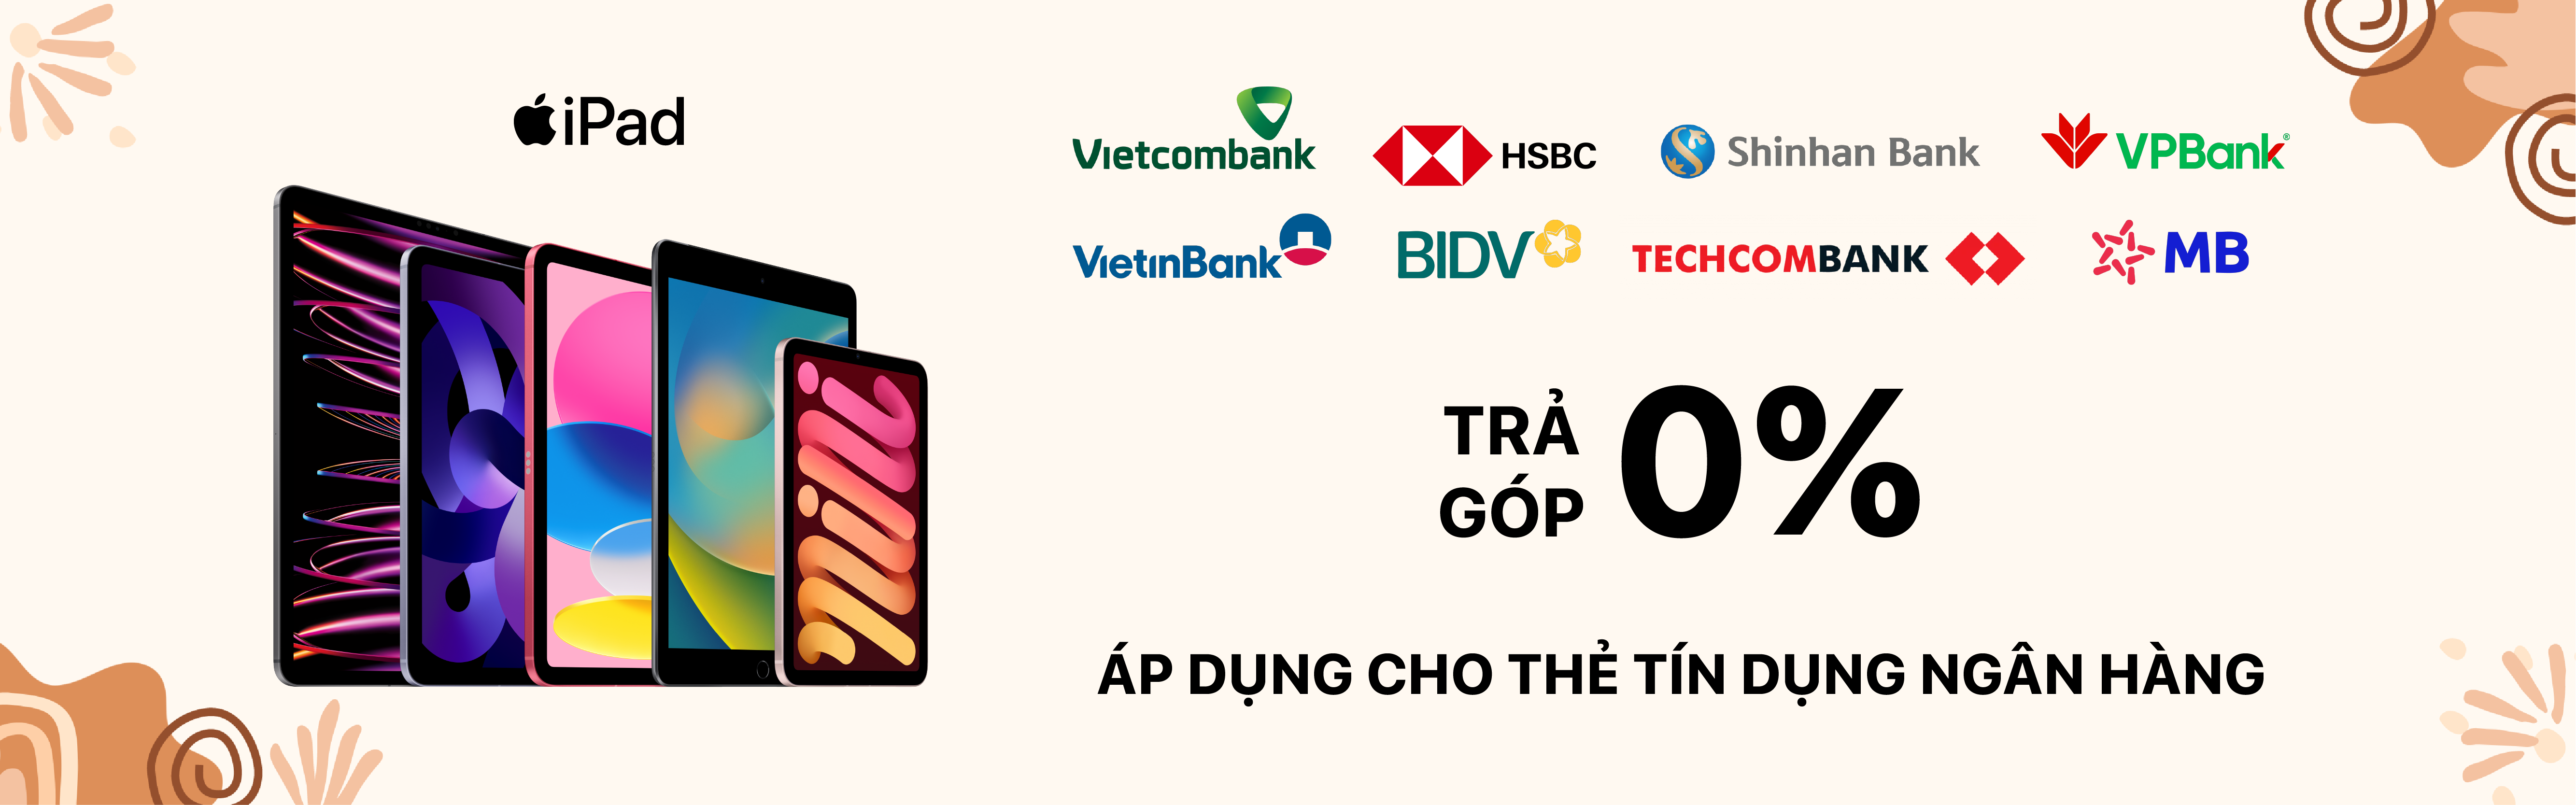 iPad
Vietcombank HSBC Shinhan Bank VPBank®
VietinBank BIDV TECHCOMBANK MB
TRẢ
GÓP 0%
ÁP DỤNG CHO THẺ TÍN DỤNG NGÂN HÀNG
mini